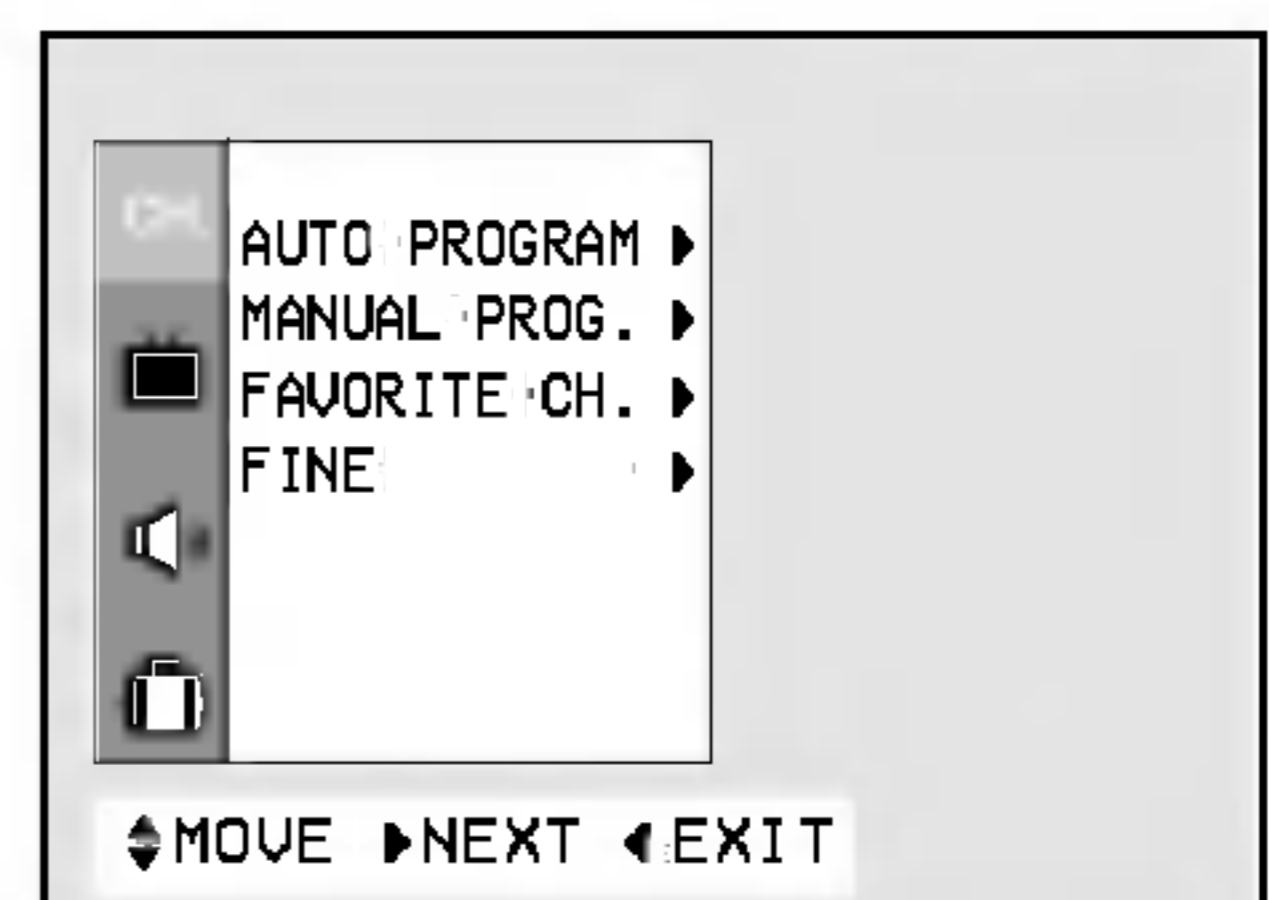 CH.
AUTO PROGRAM ▶
MANUAL PROG. ▶
FAVORITE CH. ▶
FINE ▶
▲▼MOVE ▶NEXT ◀EXIT